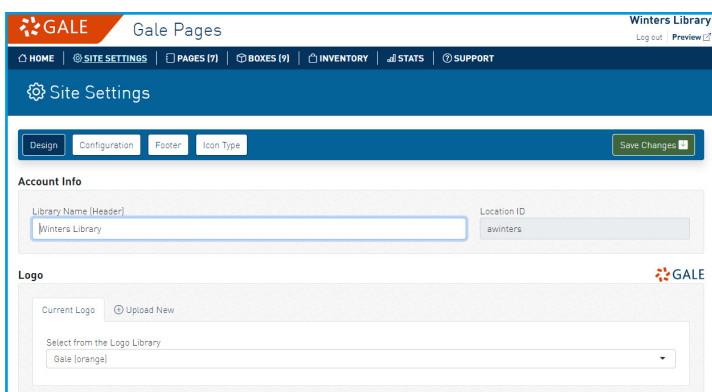 GALE Gale Pages
Winters Library
Log out Preview
HOME SITE SETTINGS PAGES (7) BOXES (9) INVENTORY STATS SUPPORT
Site Settings
Design Configuration Footer Icon Type Save Changes
Account Info
Library Name (Header) Location ID
Winters Library awinters
Logo GALE
Current Logo Upload New
Select from the Logo Library
Gale (orange)